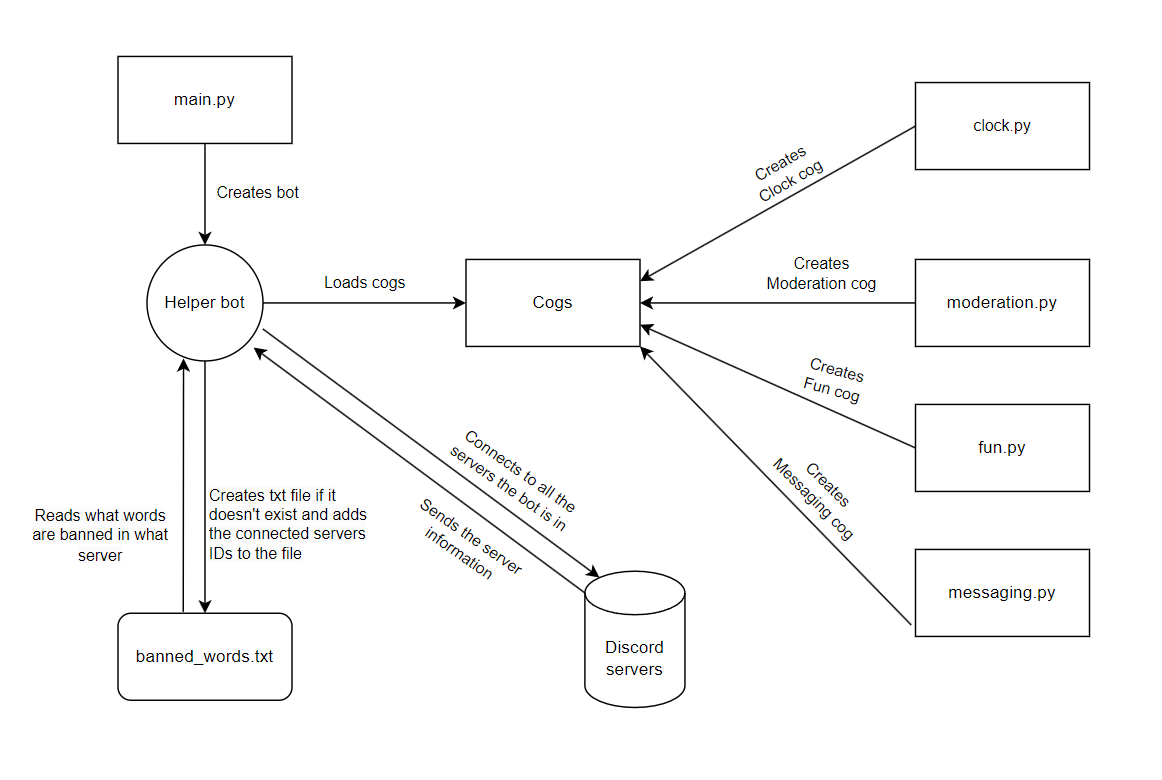 main.py
clock.py
Creates
Clock cog
Creates bot
Creates
Moderation cog
Loads cogs
Helper bot
Cogs
moderation.py
Creates
Fun cog
fun.py
Connects to all the
servers the bot is in
Creates
Messaging cog
Sends the server
information
Reads what words
are banned in what
server
Creates txt file if it
doesn't exist and adds
the connected servers
IDs to the file
messaging.py
banned_words.txt
Discord
servers